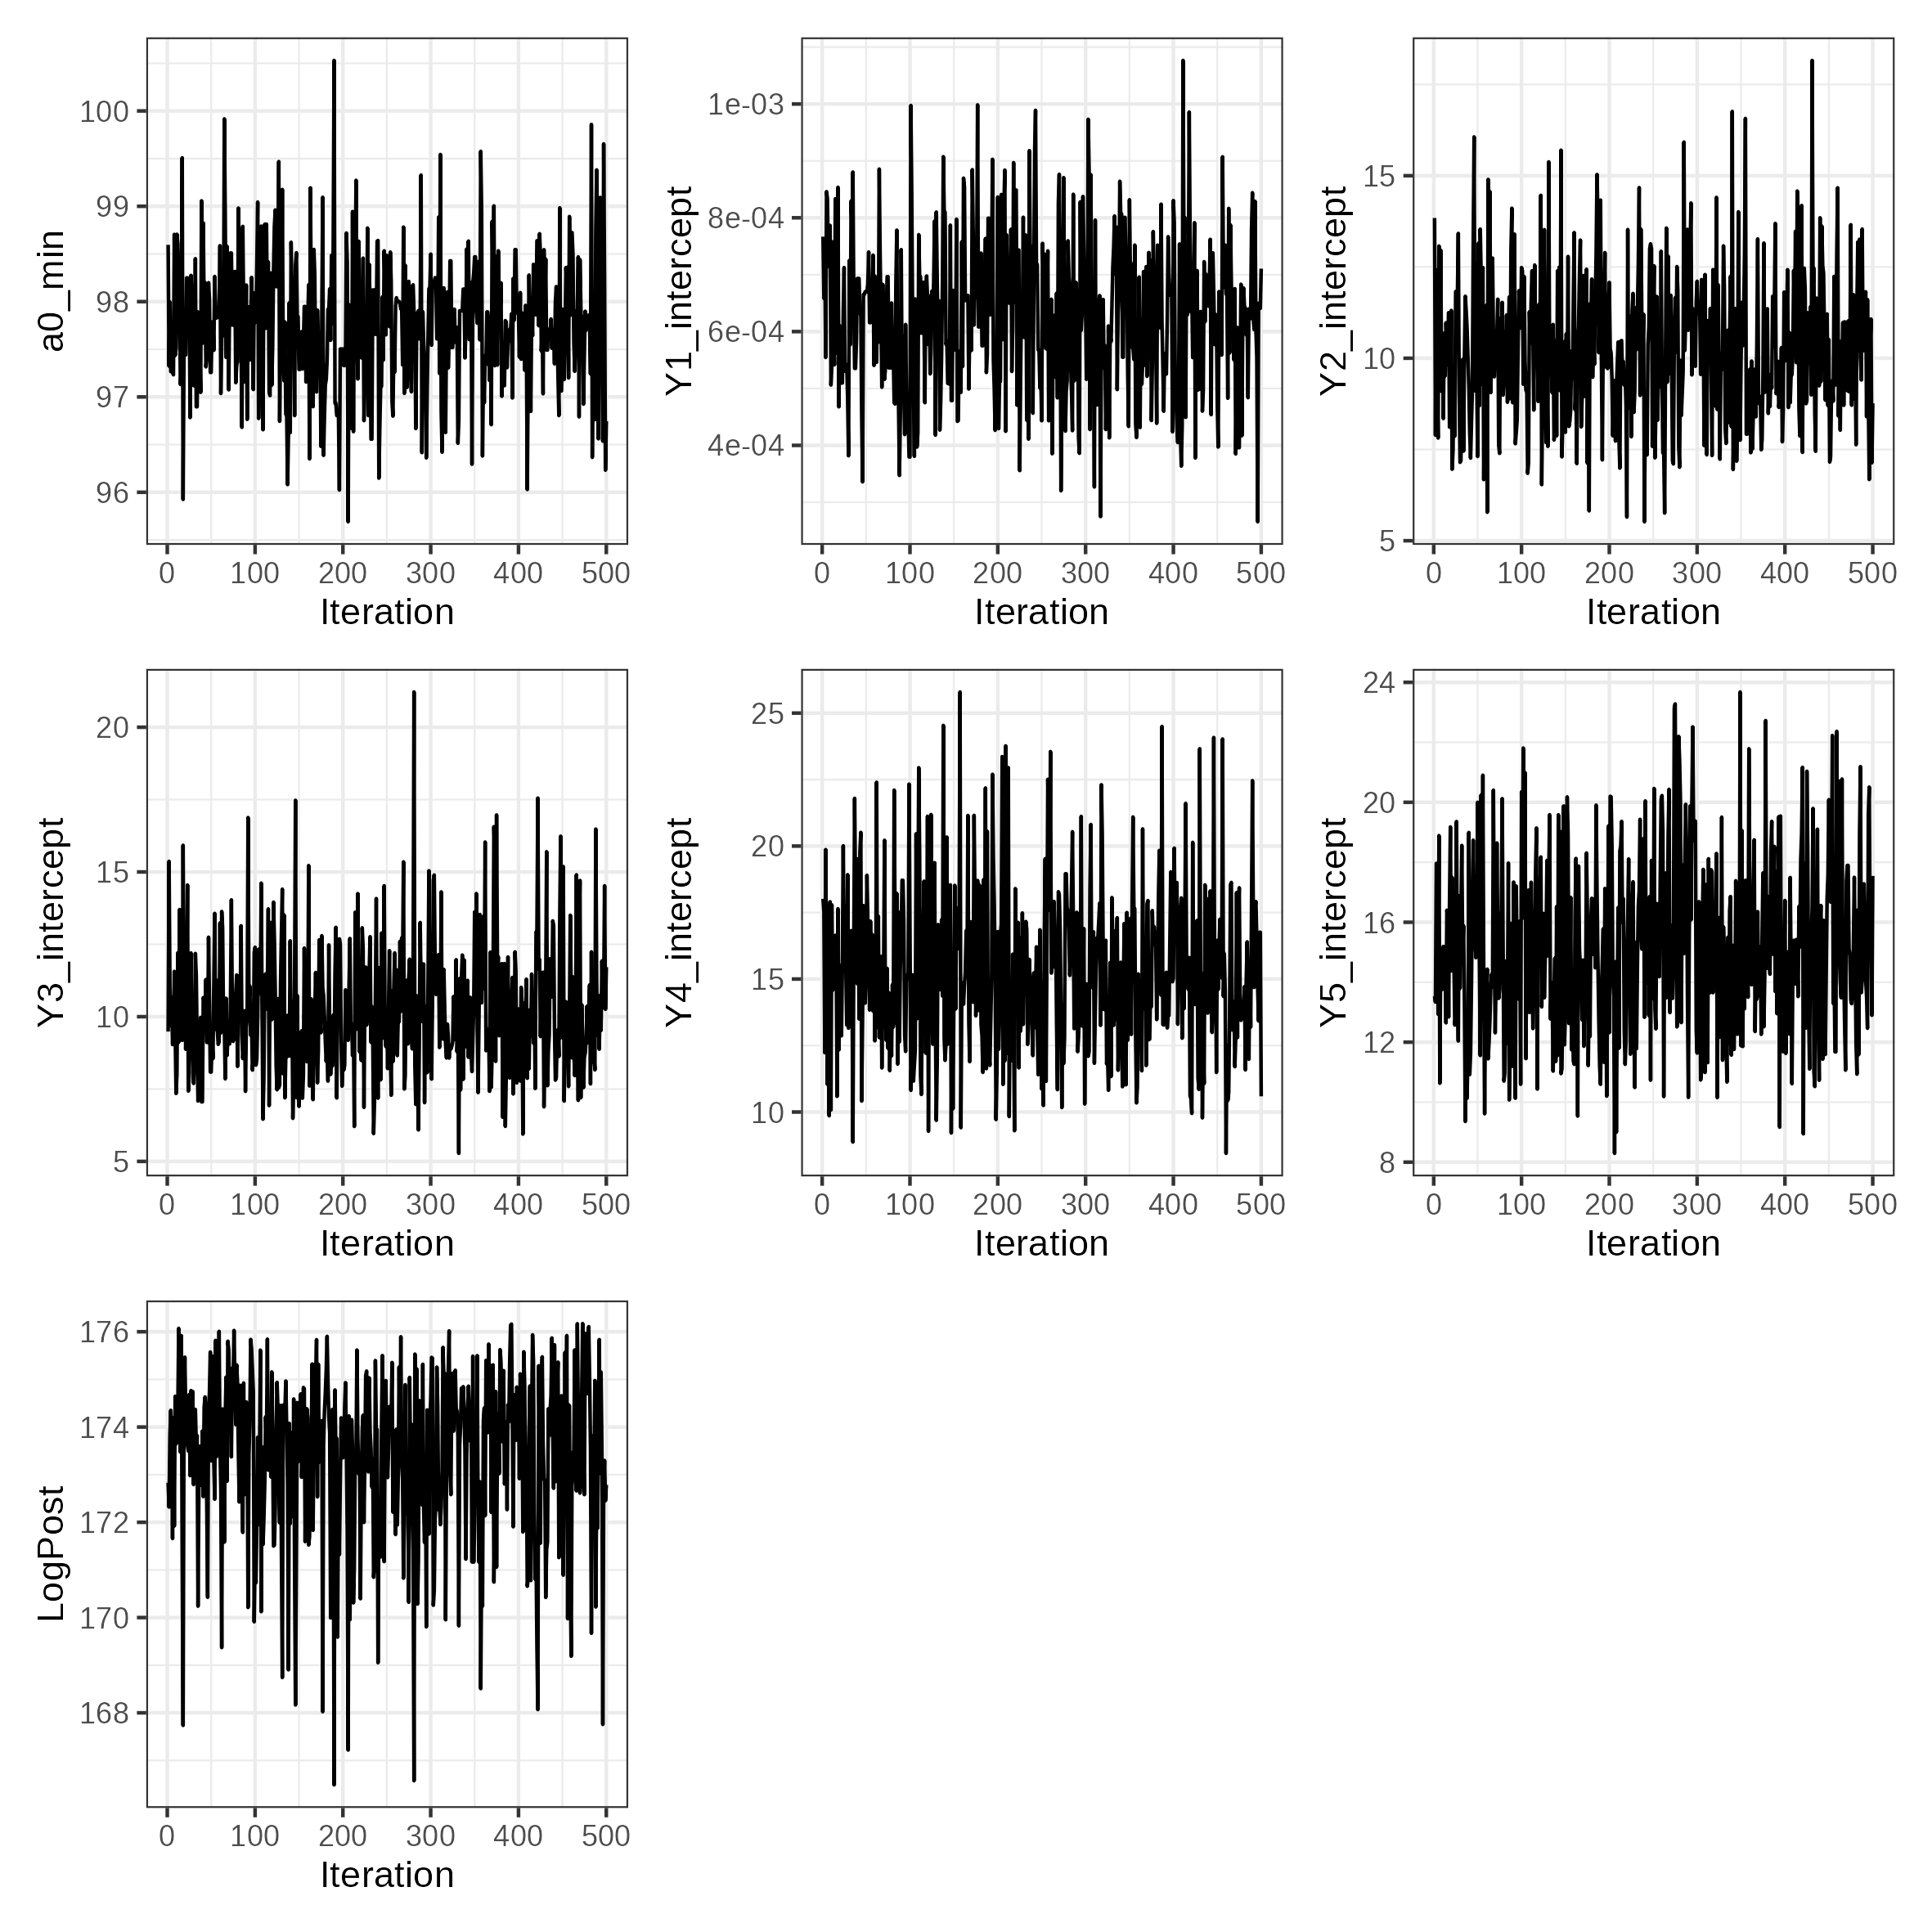 a0_min
100
99
98
97
96
0 100 200 300 400 500
Iteration
Y1_intercept
1e-03
8e-04
6e-04
4e-04
0 100 200 300 400 500
Iteration
Y2_intercept
15
10
5
0 100 200 300 400 500
Iteration
Y3_intercept
20
15
10
5
0 100 200 300 400 500
Iteration
Y4_intercept
25
20
15
10
0 100 200 300 400 500
Iteration
Y5_intercept
24
20
16
12
8
0 100 200 300 400 500
Iteration
LogPost
176
174
172
170
168
0 100 200 300 400 500
Iteration